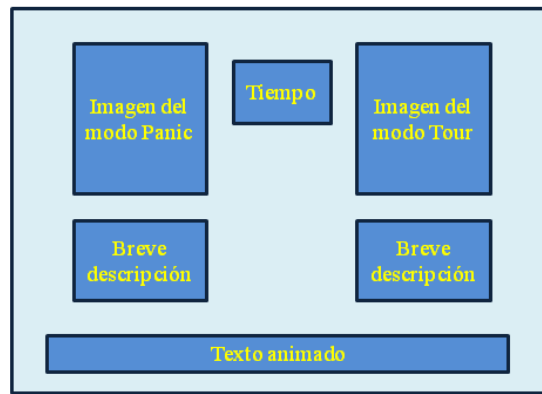 Imagen del
modo Panic
Tiempo
Imagen del
modo Tour
Breve
descripción
Breve
descripción
Texto animado